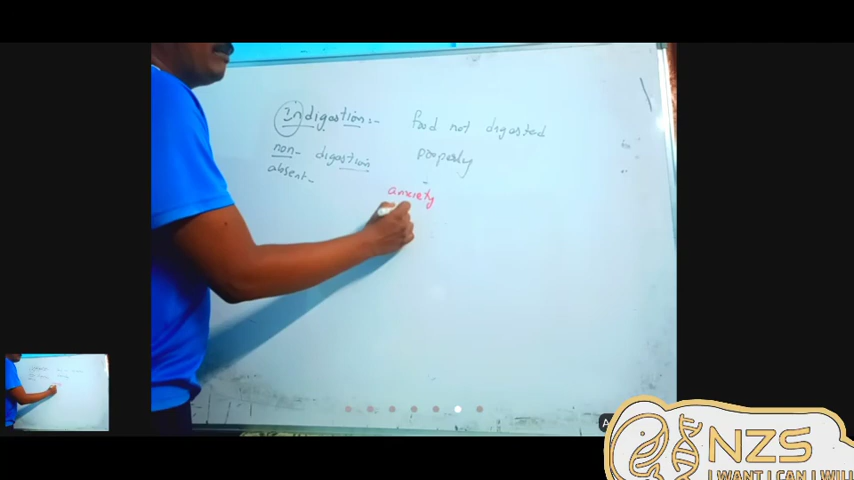 Indigestion:- Food not digested
non- digestion properly
absent-
anxiety
NZS
I WANT I CAN I WILL